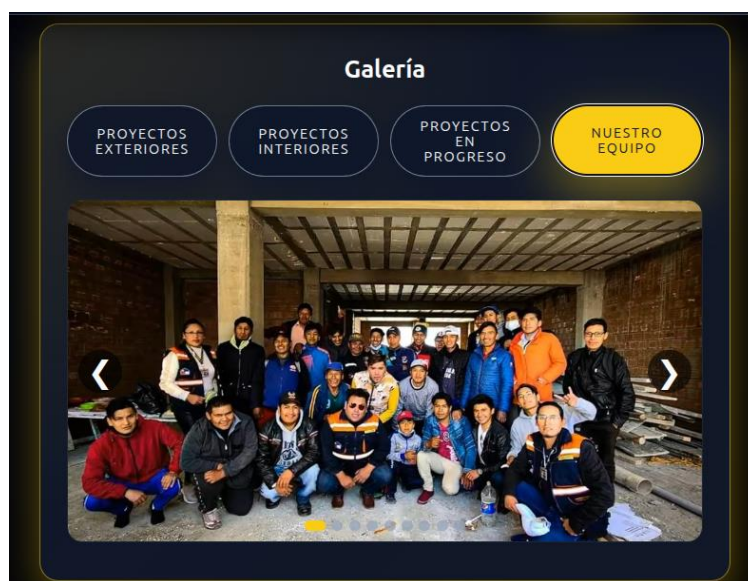 Galería
PROYECTOS
EXTERIORES
PROYECTOS
INTERIORES
PROYECTOS
EN
PROGRESO
NUESTRO
EQUIPO